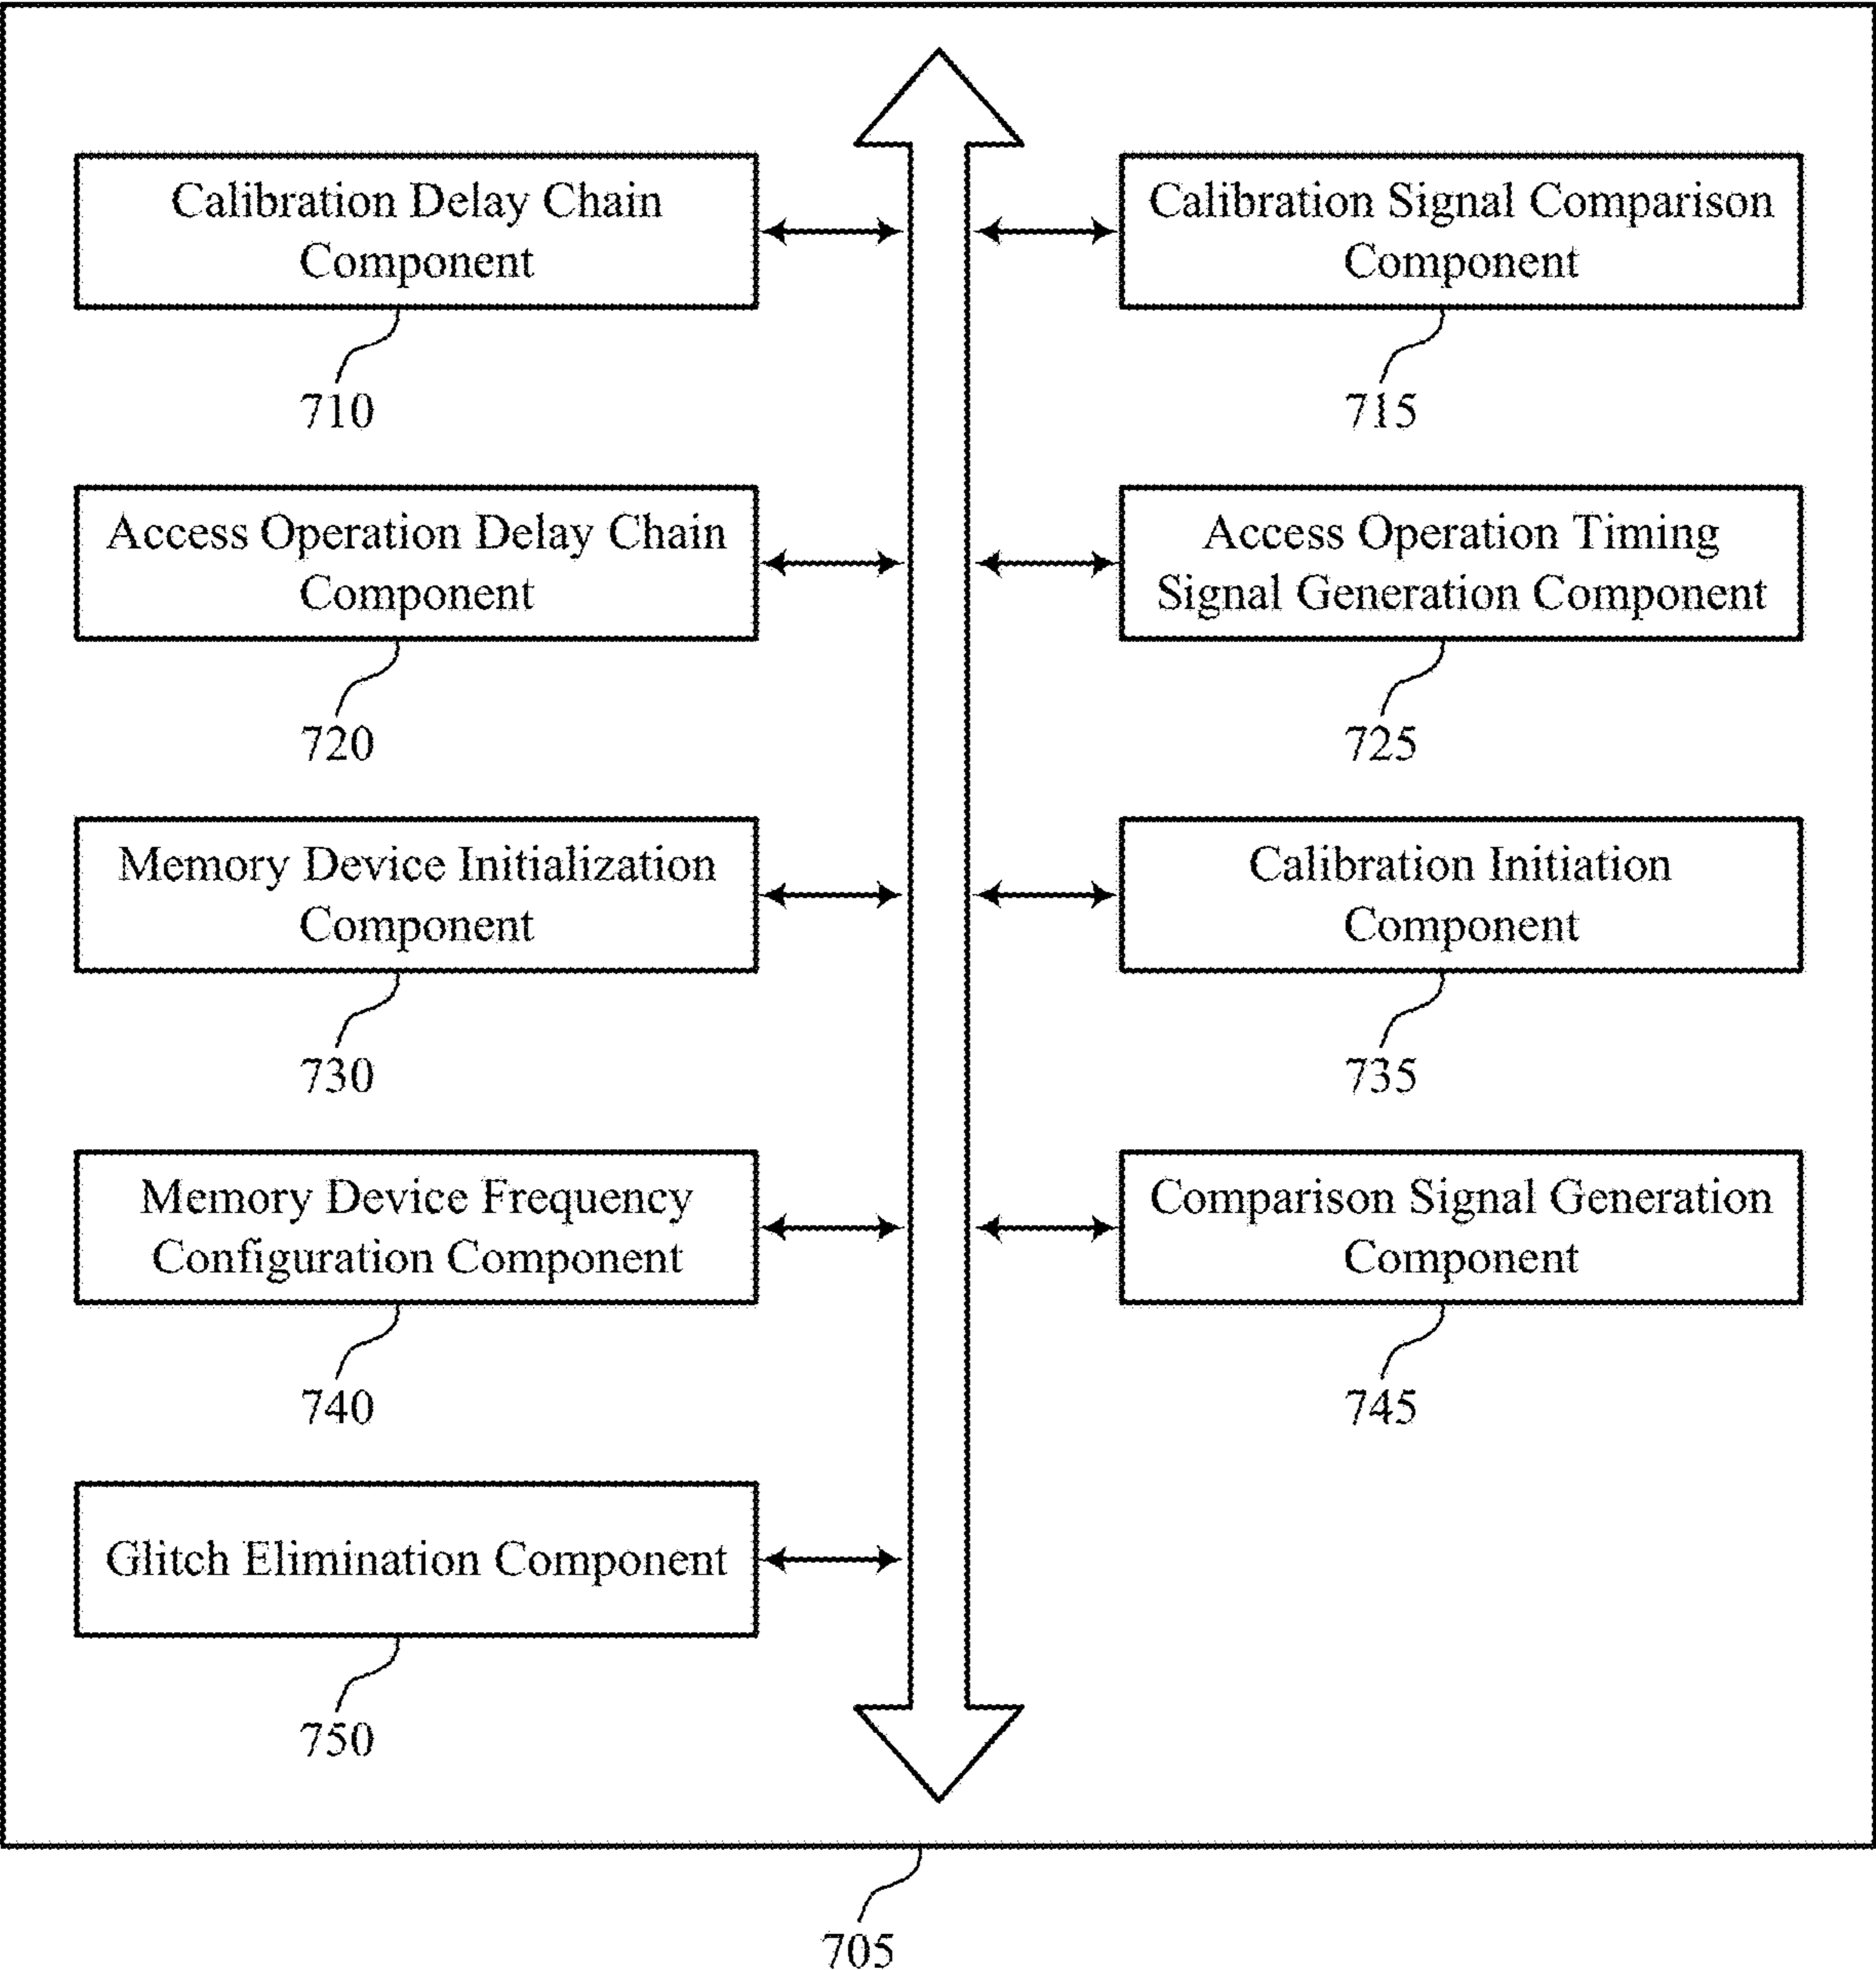 Calibration Delay Chain
Component
710
Calibration Signal Comparison
Component
715
Access Operation Delay Chain
Component
720
Access Operation Timing
Signal Generation Component
725
Memory Device Initialization
Component
730
Calibration Initiation
Component
735
Memory Device Frequency
Configuration Component
740
Comparison Signal Generation
Component
745
Glitch Elimination Component
750
705